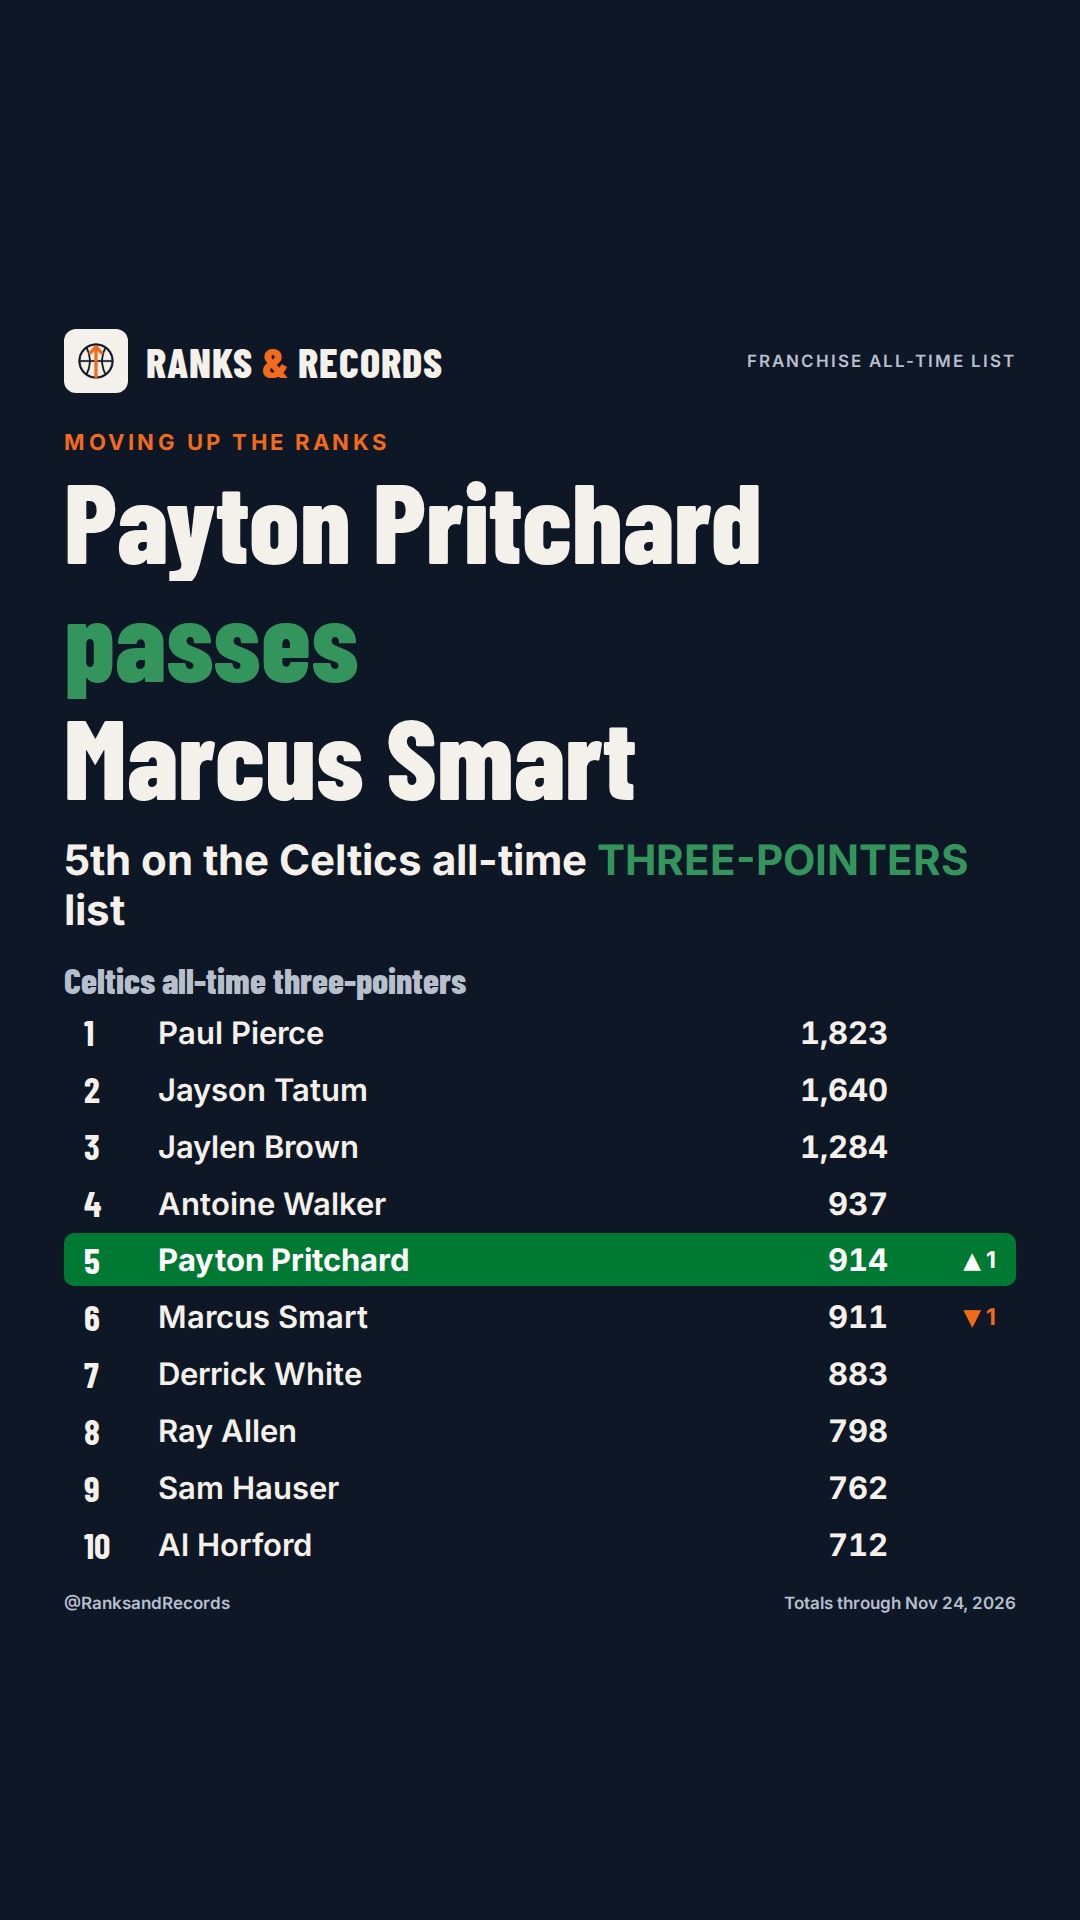 RANKS & RECORDS
FRANCHISE ALL-TIME LIST
MOVING UP THE RANKS
Payton Pritchard
passes
Marcus Smart
5th on the Celtics all-time THREE-POINTERS
list
Celtics all-time three-pointers
1 Paul Pierce 1,823
2 Jayson Tatum 1,640
3 Jaylen Brown 1,284
4 Antoine Walker 937
5 Payton Pritchard 914 ▲1
6 Marcus Smart 911 ▼1
7 Derrick White 883
8 Ray Allen 798
9 Sam Hauser 762
10 Al Horford 712
@RanksandRecords
Totals through Nov 24, 2026